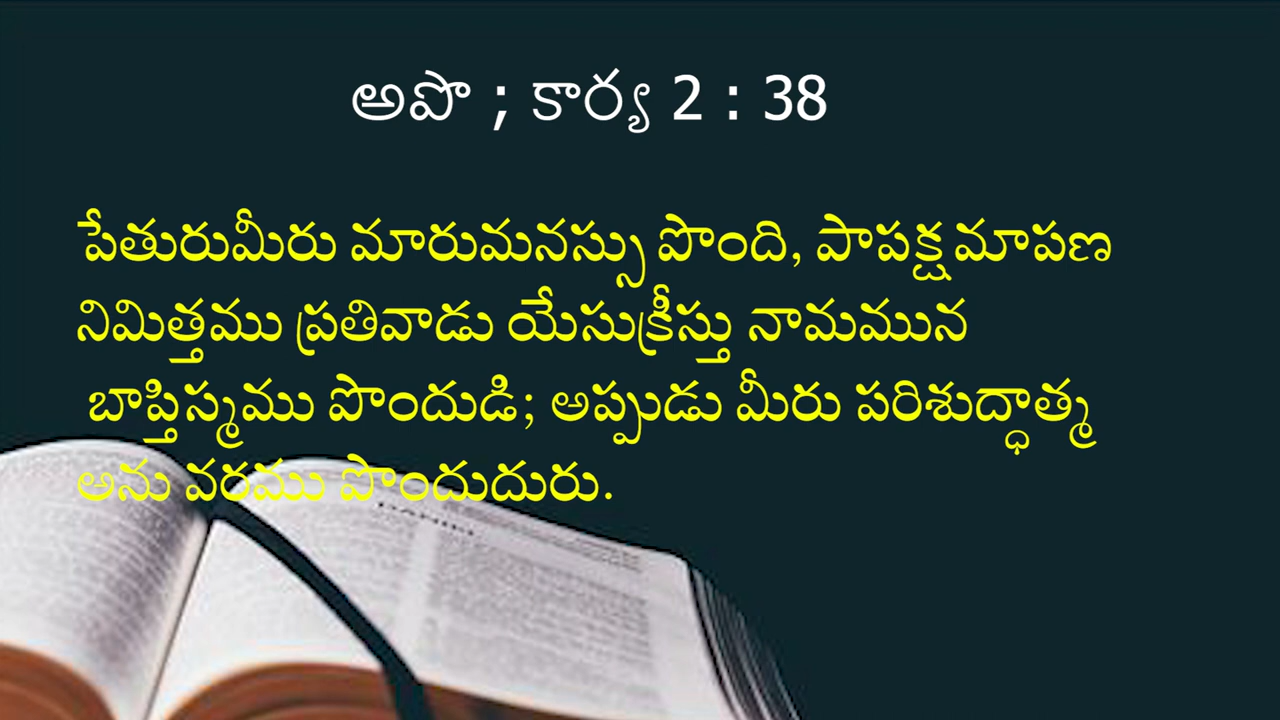 అపొ ; కార్య 2 : 38
పేతురుమీరు మారుమనస్సు పొంది, పాపక్షమాపణ
నిమిత్తము ప్రతివాడు యేసుక్రీస్తు నామమున
బాప్తిస్మము పొందుడి; అప్పుడు మీరు పరిశుద్ధాత్మ
అను వరము పొందుదురు.